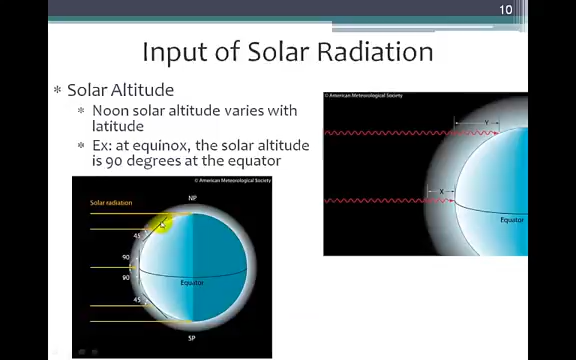 10
Input of Solar Radiation
* Solar Altitude
* Noon solar altitude varies with
latitude
* Ex: at equinox, the solar altitude
is 90 degrees at the equator
© American Meteorological Society
Solar radiation
NP
45
90
90
45
Equator
SP
© American Meteorological Society
Y
X
Equator